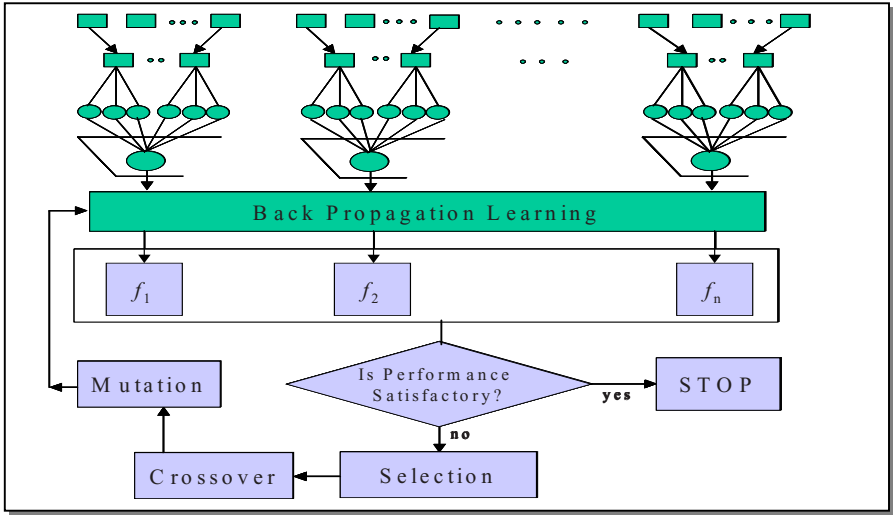 Back Propagation Learning
f1
f2
fn
Is Performance
Satisfactory?
yes
STOP
no
Mutation
Crossover
Selection